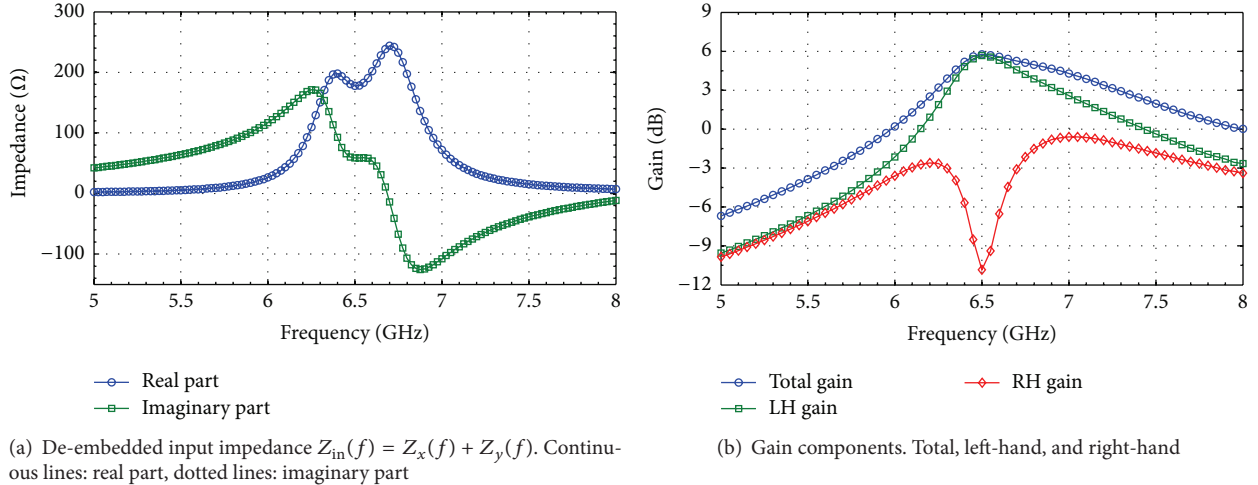 300
200
100
0
−100
Impedance (Ω)
5 5.5 6 6.5 7 7.5 8
Frequency (GHz)
Real part
Imaginary part
(a) De-embedded input impedance Z_in(f) = Z_x(f) + Z_y(f). Continu-
ous lines: real part, dotted lines: imaginary part
9
6
3
0
−3
−6
−9
−12
Gain (dB)
5 5.5 6 6.5 7 7.5 8
Frequency (GHz)
Total gain RH gain
LH gain
(b) Gain components. Total, left-hand, and right-hand